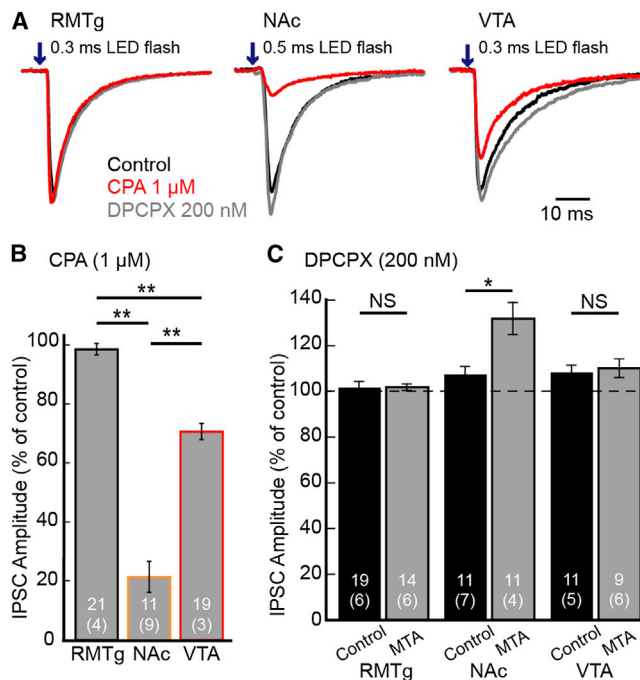 A
RMTg
NAc
VTA
0.3 ms LED flash
0.5 ms LED flash
0.3 ms LED flash
Control
CPA 1 μM
DPCPX 200 nM
10 ms
B
CPA (1 μM)
**
**
**
IPSC Amplitude (% of control)
100
80
60
40
20
0
21
(4)
11
(9)
19
(3)
RMTg
NAc
VTA
C
DPCPX (200 nM)
NS
*
NS
IPSC Amplitude (% of control)
140
120
100
80
60
40
20
0
19
(6)
14
(6)
11
(7)
11
(4)
11
(5)
9
(6)
Control
MTA
Control
MTA
Control
MTA
RMTg
NAc
VTA